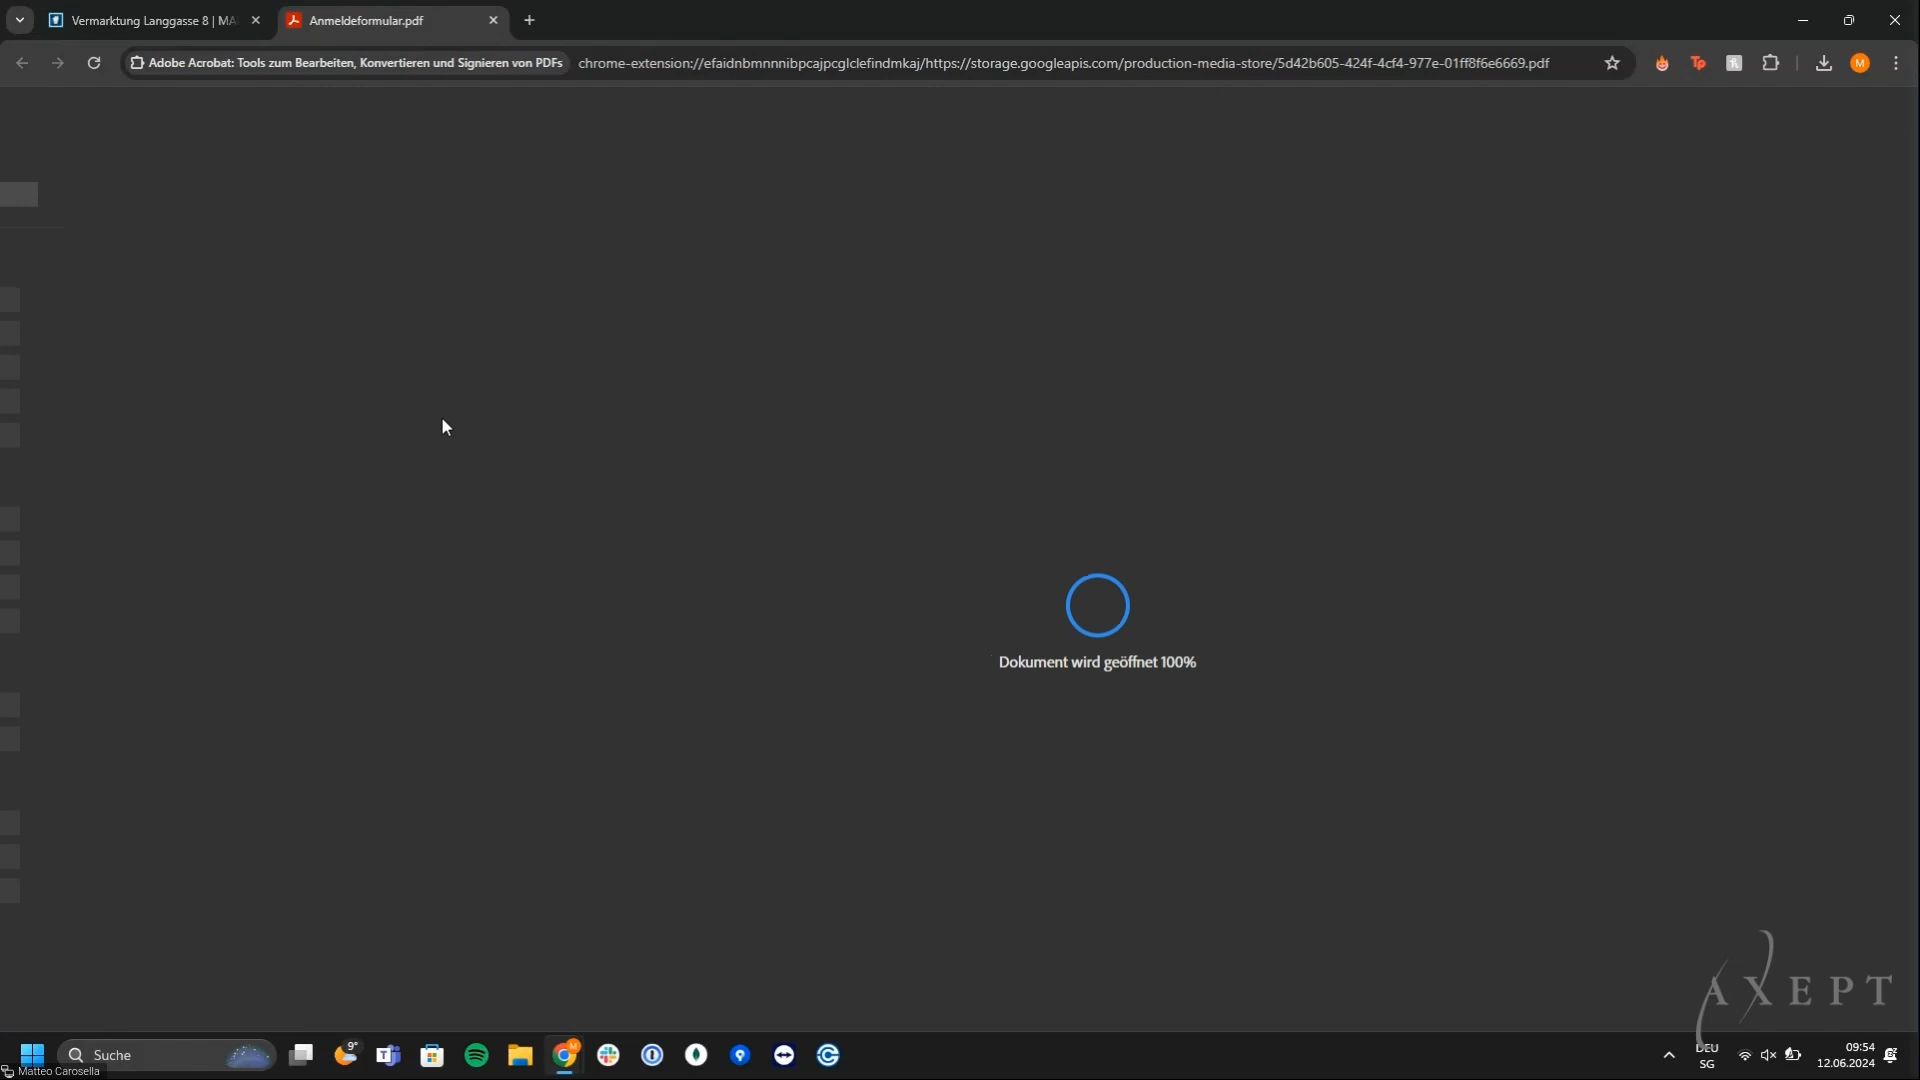 Vermarktung Langgasse 8 | MA
Anmeldeformular.pdf
Adobe Acrobat: Tools zum Bearbeiten, Konvertieren und Signieren von PDFs
chrome-extension://efaidnbmnnnibpcajpcglclefindmkaj/https://storage.googleapis.com/production-media-store/5d42b605-424f-4cf4-977e-01ff8f6e6669.pdf
M
Dokument wird geöffnet 100%
AXEPT
Suche
9°
M
DEU
SG
09:54
12.06.2024
Matteo Carosella